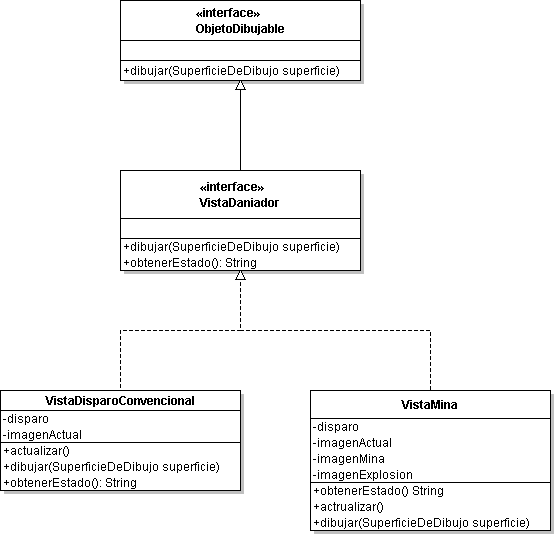 «interface»
ObjetoDibujable
+dibujar(SuperficieDeDibujo superficie)
«interface»
VistaDaniador
+dibujar(SuperficieDeDibujo superficie)
+obtenerEstado(): String
VistaDisparoConvencional
-disparo
-imagenActual
+actualizar()
+dibujar(SuperficieDeDibujo superficie)
+obtenerEstado(): String
VistaMina
-disparo
-imagenActual
-imagenMina
-imagenExplosion
+obtenerEstado() String
+actrualizar()
+dibujar(SuperficieDeDibujo superficie)